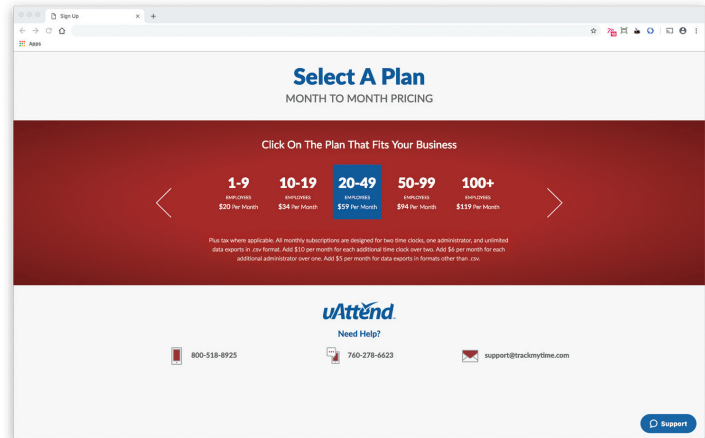 Sign Up
Apps
Select A Plan
MONTH TO MONTH PRICING
Click On The Plan That Fits Your Business
1-9
EMPLOYEES
$20 Per Month
10-19
EMPLOYEES
$34 Per Month
20-49
EMPLOYEES
$59 Per Month
50-99
EMPLOYEES
$94 Per Month
100+
EMPLOYEES
$119 Per Month
Plus tax where applicable. All monthly subscriptions are designed for two time clocks, one administrator, and unlimited
data exports in .csv format. Add $10 per month for each additional time clock over two. Add $6 per month for each
additional administrator over one. Add $5 per month for data exports in formats other than .csv.
uAttend
Need Help?
800-518-8925
760-278-6623
support@trackmytime.com
Support